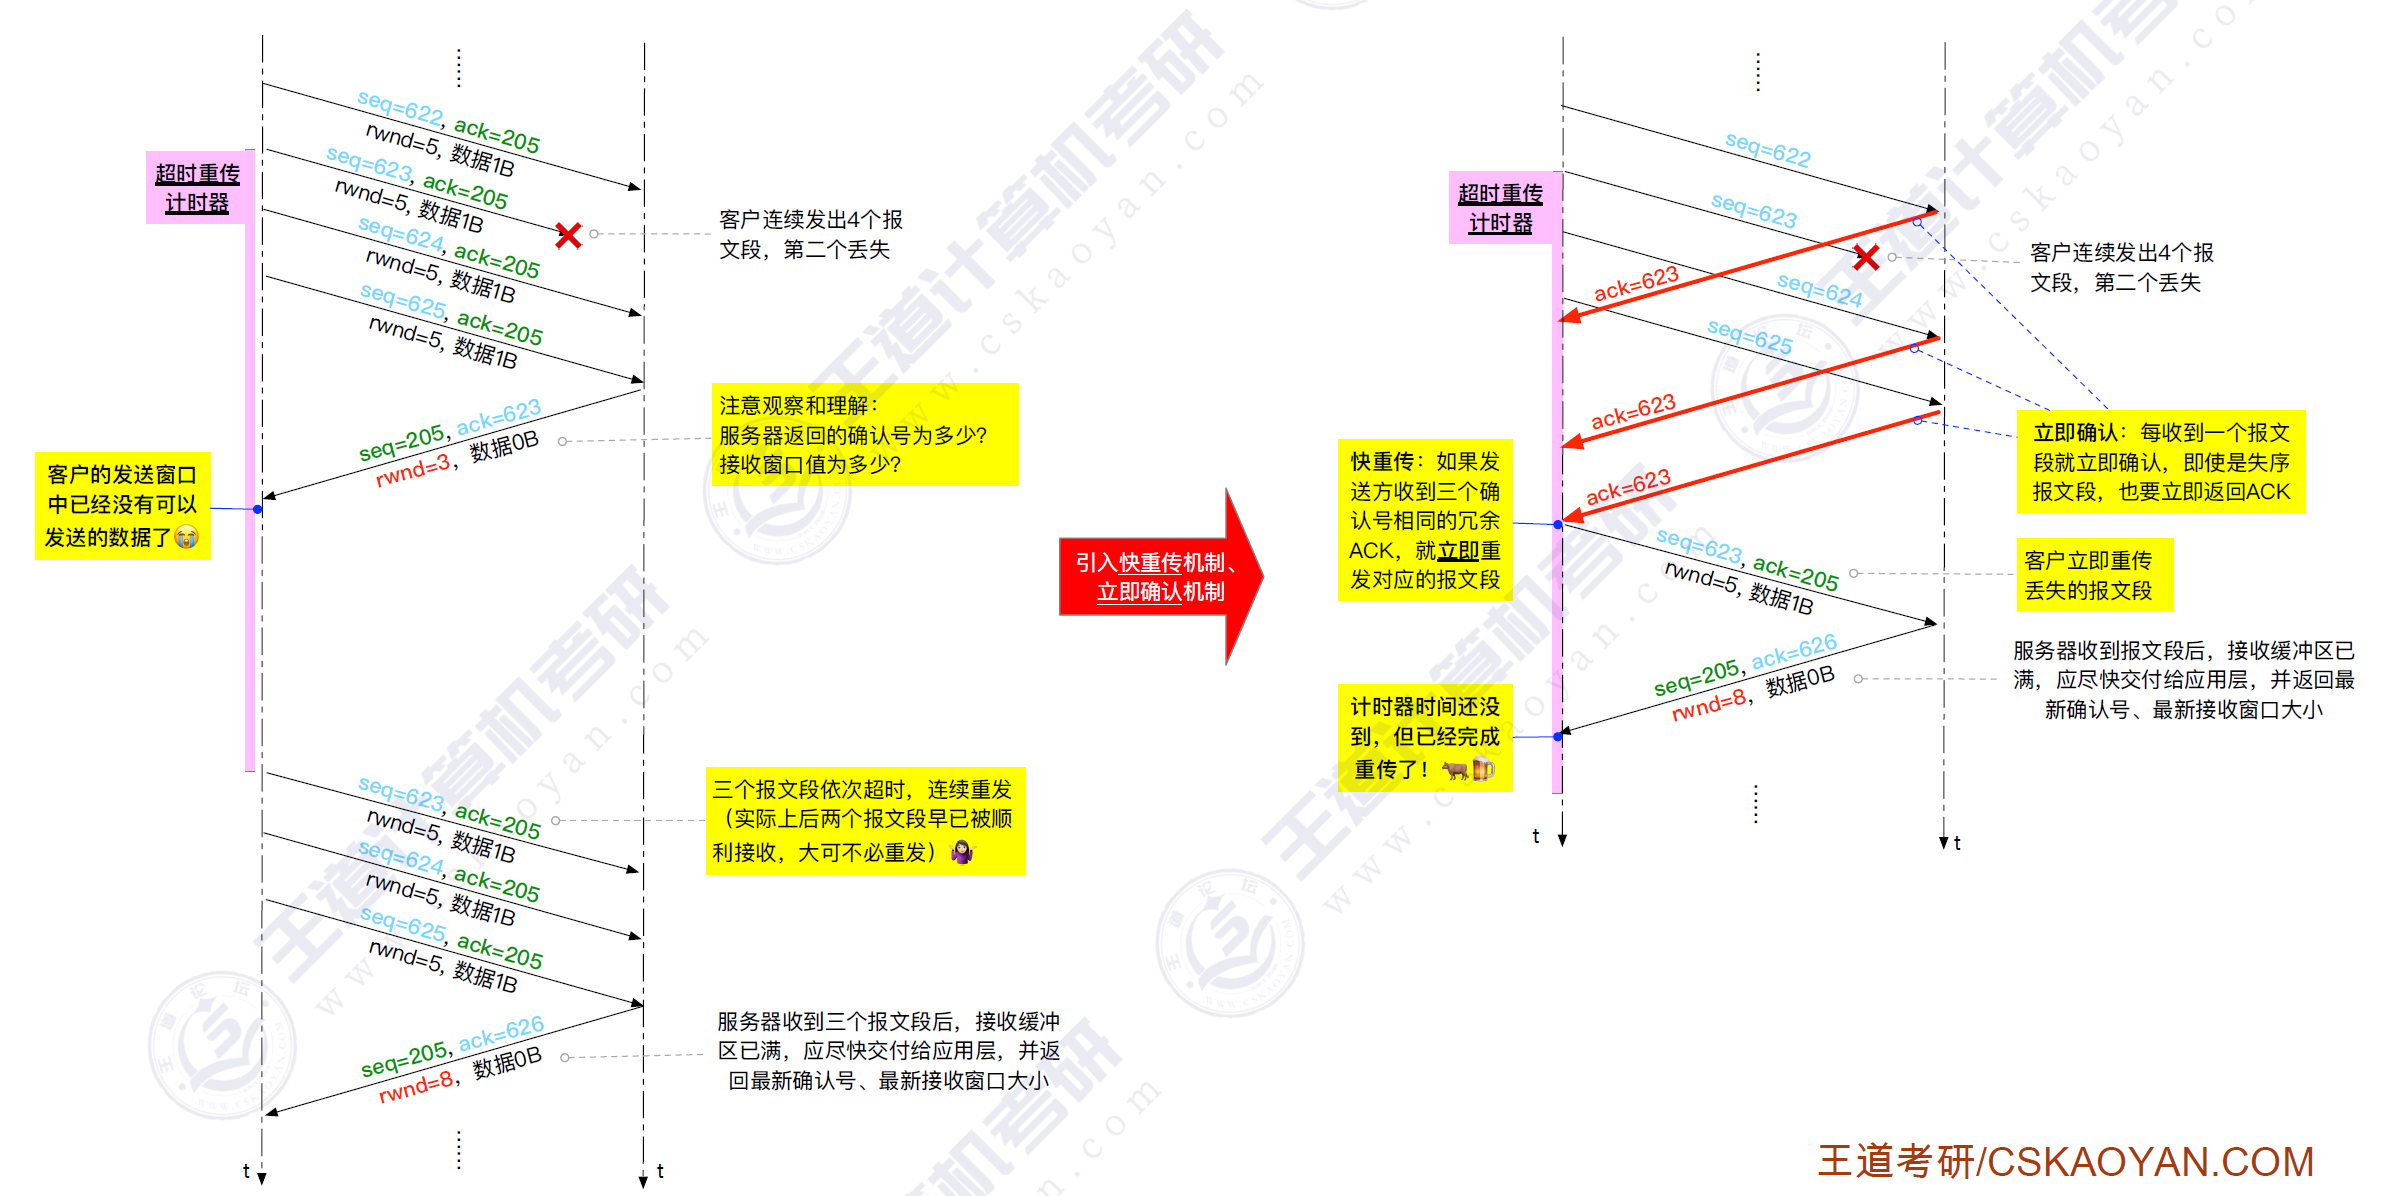 ……
seq=622, ack=205
rwnd=5, 数据1B
seq=623, ack=205
rwnd=5, 数据1B
超时重传
计时器
seq=624, ack=205
rwnd=5, 数据1B
seq=625, ack=205
rwnd=5, 数据1B
客户连续发出4个报
文段，第二个丢失
seq=205, ack=623
rwnd=3，数据0B
注意观察和理解：
服务器返回的确认号为多少？
接收窗口值为多少？
客户的发送窗口
中已经没有可以
发送的数据了😭
seq=623, ack=205
rwnd=5, 数据1B
seq=624, ack=205
rwnd=5, 数据1B
seq=625, ack=205
rwnd=5, 数据1B
三个报文段依次超时，连续重发
（实际上后两个报文段早已被顺
利接收，大可不必重发）🤷🏻‍♀️
seq=205, ack=626
rwnd=8，数据0B
服务器收到三个报文段后，接收缓冲
区已满，应尽快交付给应用层，并返
回最新确认号、最新接收窗口大小
……
t
t
引入快重传机制、
立即确认机制
……
seq=622
超时重传
计时器
seq=623
客户连续发出4个报
文段，第二个丢失
ack=623
seq=624
seq=625
ack=623
ack=623
立即确认：每收到一个报文
段就立即确认，即使是失序
报文段，也要立即返回ACK
快重传：如果发
送方收到三个确
认号相同的冗余
ACK，就立即重
发对应的报文段
seq=623, ack=205
rwnd=5, 数据1B
客户立即重传
丢失的报文段
seq=205, ack=626
rwnd=8，数据0B
服务器收到报文段后，接收缓冲区已
满，应尽快交付给应用层，并返回最
新确认号、最新接收窗口大小
计时器时间还没
到，但已经完成
重传了！🐂🍺
……
t
t
王道计算机考研
www.cskaoyan.com
王道考研/CSKAOYAN.COM